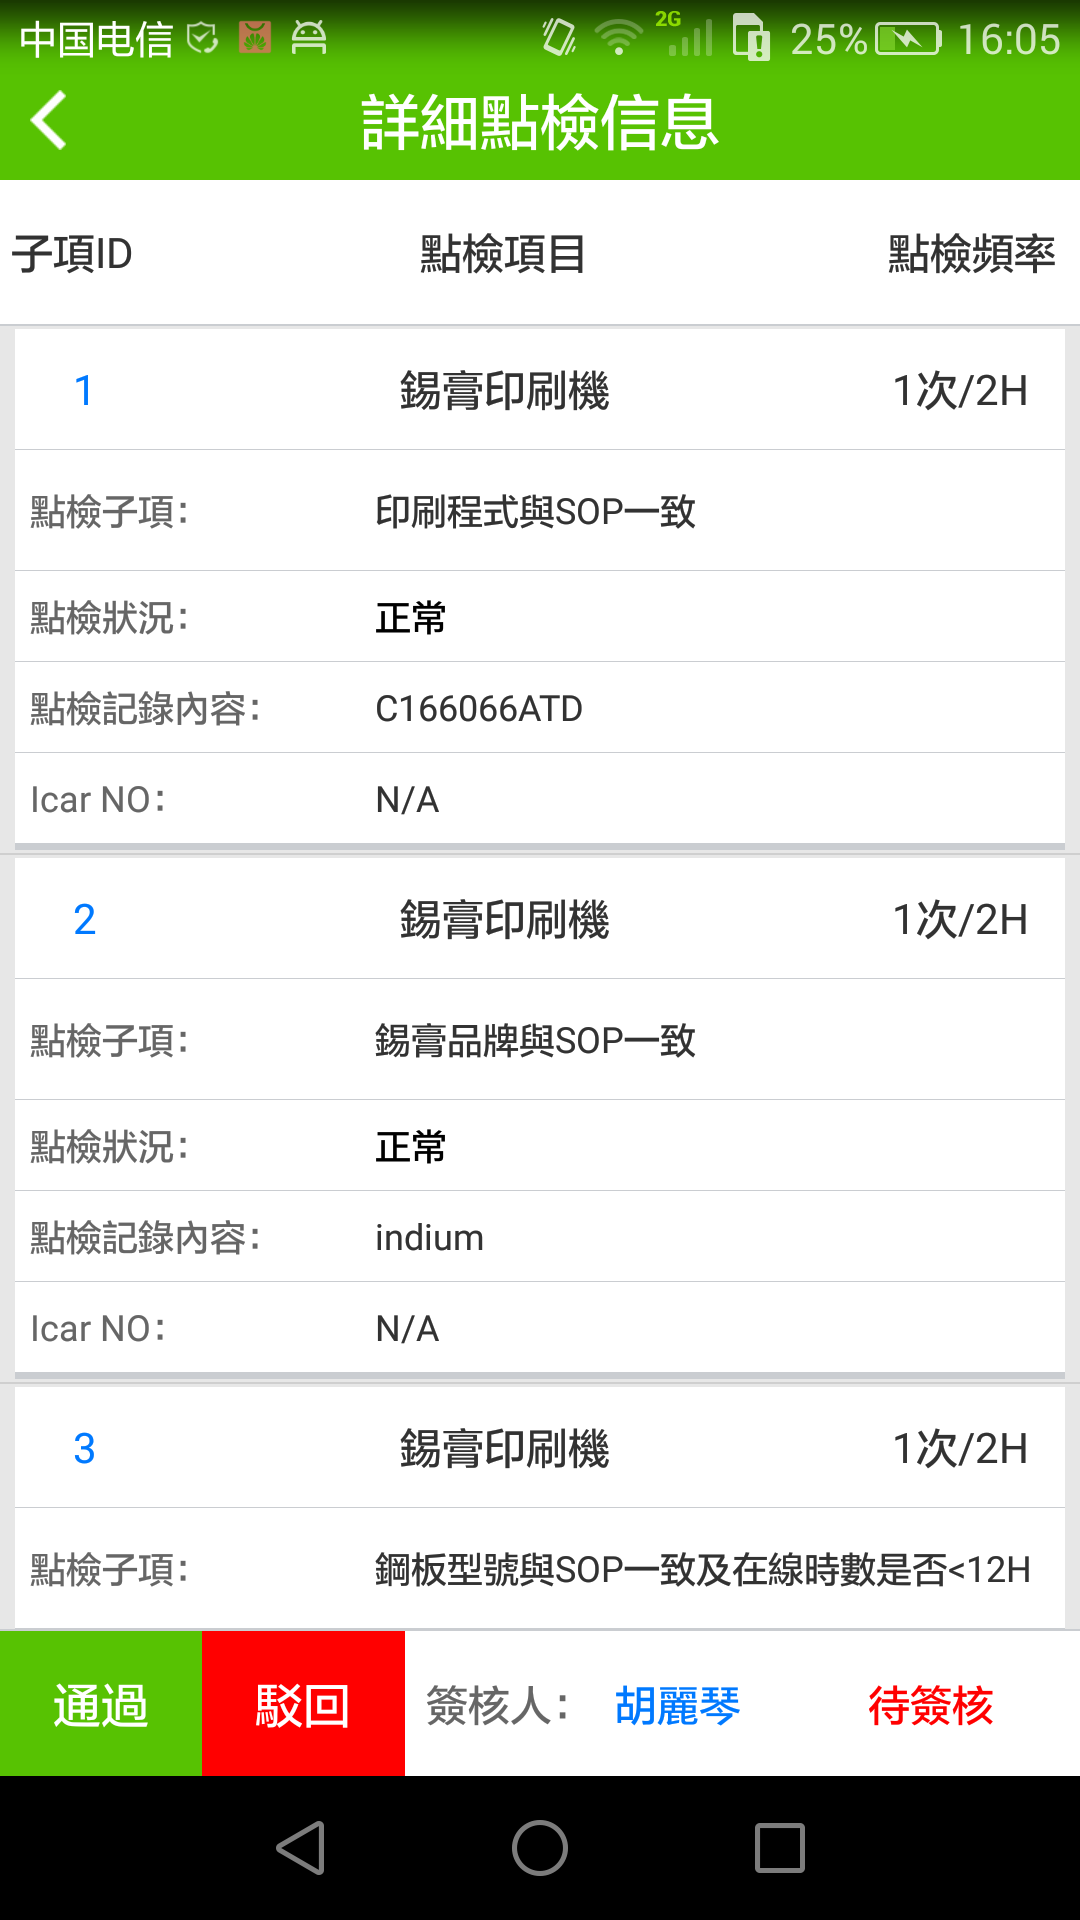 中国电信 2G 25% 16:05
詳細點檢信息
子項ID 點檢項目 點檢頻率
1 錫膏印刷機 1次/2H
點檢子項： 印刷程式與SOP一致
點檢狀況： 正常
點檢記錄內容： C166066ATD
Icar NO： N/A
2 錫膏印刷機 1次/2H
點檢子項： 錫膏品牌與SOP一致
點檢狀況： 正常
點檢記錄內容： indium
Icar NO： N/A
3 錫膏印刷機 1次/2H
點檢子項： 鋼板型號與SOP一致及在線時數是否<12H
通過 駁回 簽核人： 胡麗琴 待簽核